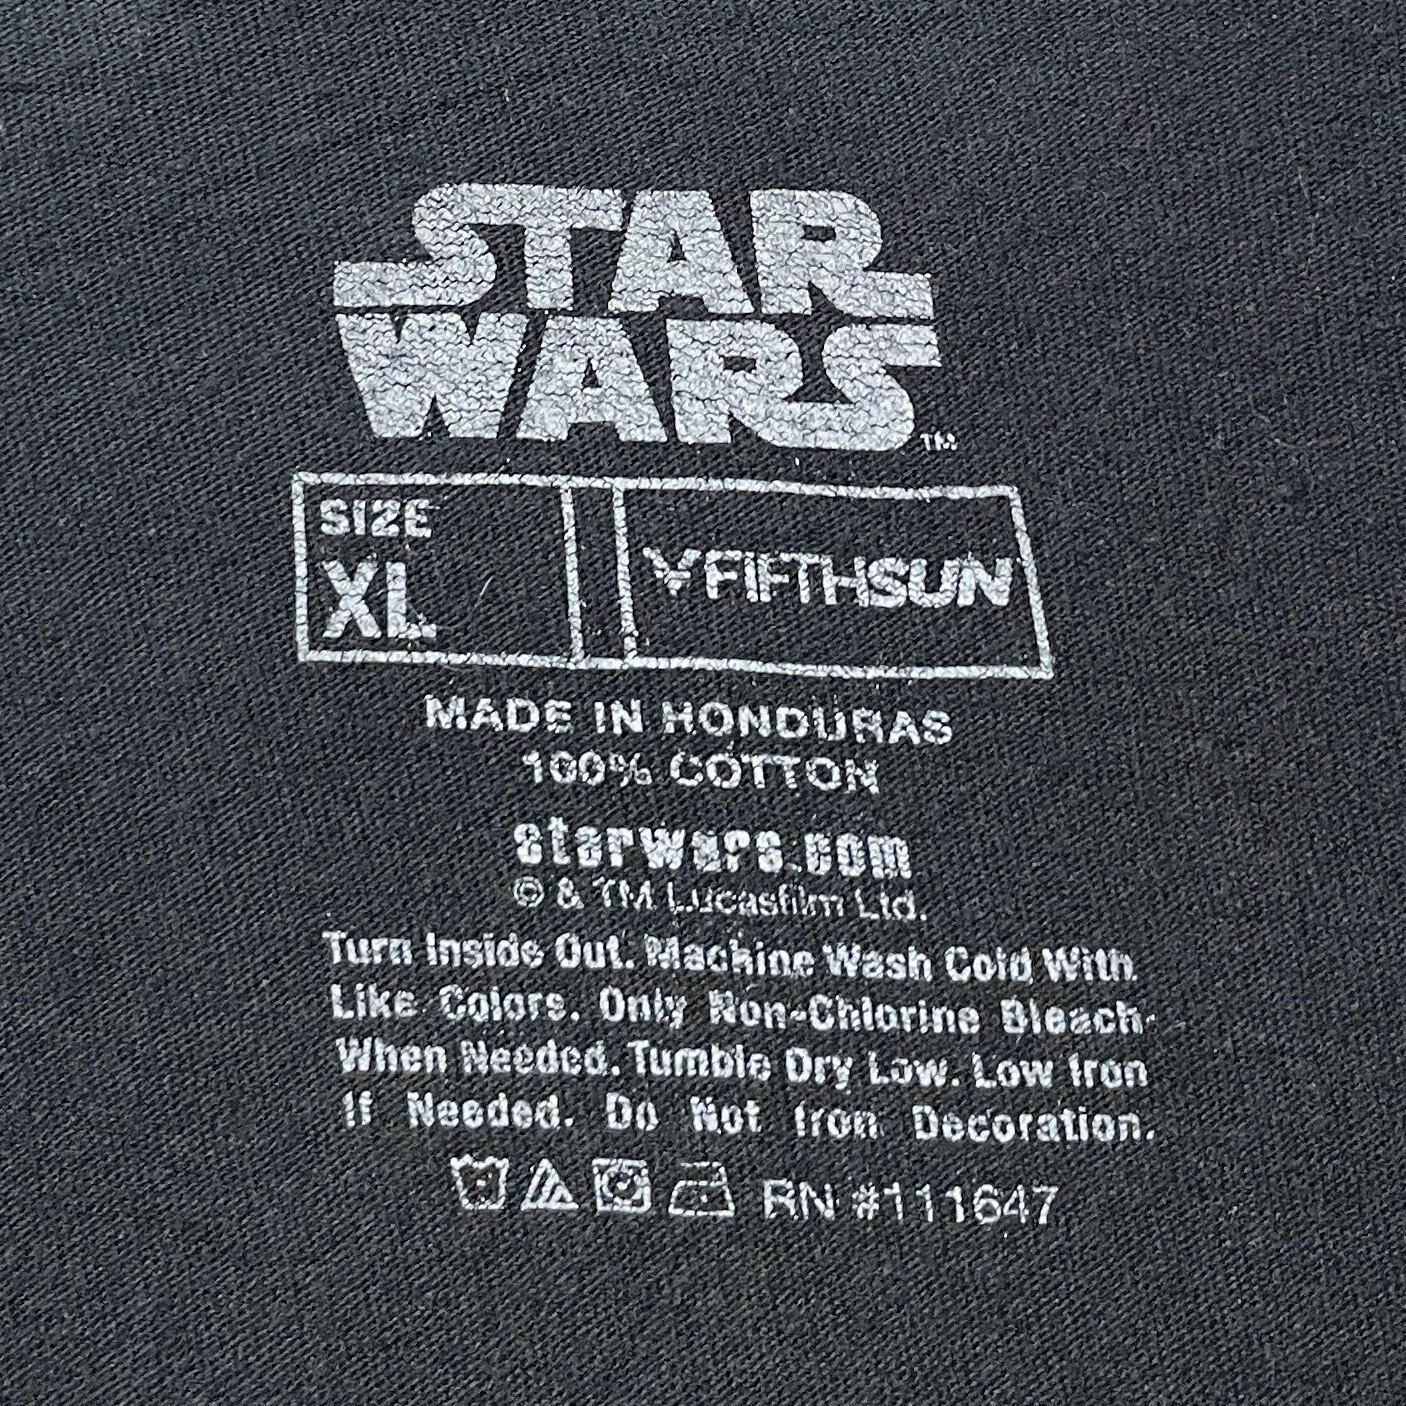 STAR
WARS™
SIZE
XL
FIFTHSUN
MADE IN HONDURAS
100% COTTON
starwars.com
© & TM Lucasfilm Ltd.
Turn Inside Out. Machine Wash Cold With
Like Colors. Only Non-Chlorine Bleach
When Needed. Tumble Dry Low. Low Iron
If Needed. Do Not Iron Decoration.
RN #111647